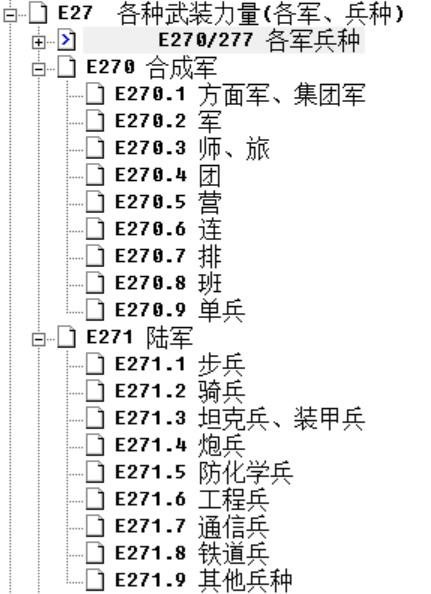 E27 各种武装力量(各军、兵种)
E270/277 各军兵种
E270 合成军
E270.1 方面军、集团军
E270.2 军
E270.3 师、旅
E270.4 团
E270.5 营
E270.6 连
E270.7 排
E270.8 班
E270.9 单兵
E271 陆军
E271.1 步兵
E271.2 骑兵
E271.3 坦克兵、装甲兵
E271.4 炮兵
E271.5 防化学兵
E271.6 工程兵
E271.7 通信兵
E271.8 铁道兵
E271.9 其他兵种